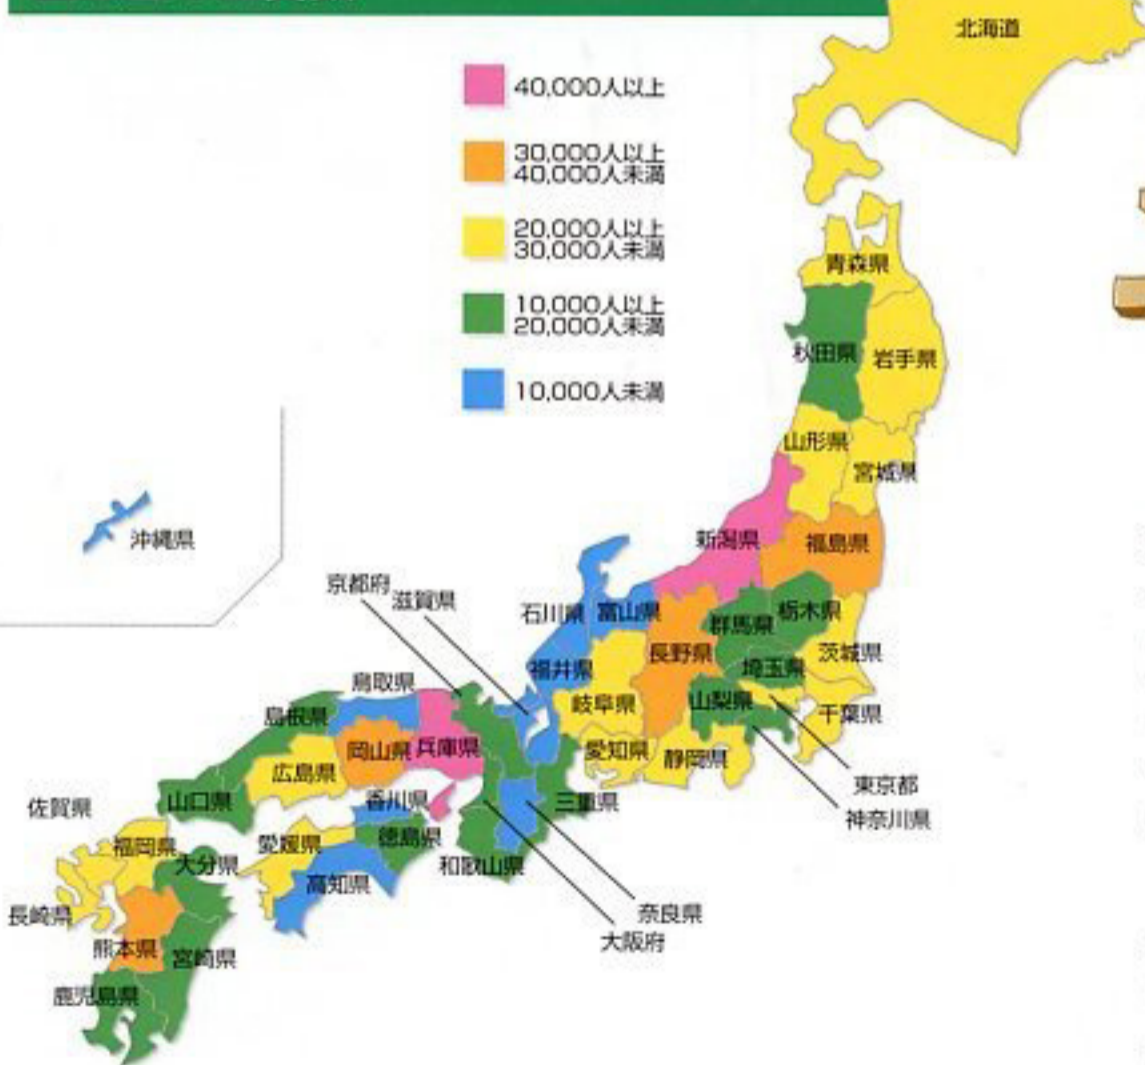 北海道
40,000人以上
30,000人以上
40,000人未満
20,000人以上
30,000人未満
10,000人以上
20,000人未満
10,000人未満
青森県
秋田県
岩手県
山形県
宮城県
新潟県
福島県
沖縄県
京都府
滋賀県
石川県
富山県
群馬県
栃木県
福井県
長野県
埼玉県
茨城県
鳥取県
島根県
岐阜県
山梨県
千葉県
岡山県
兵庫県
愛知県
静岡県
広島県
東京都
佐賀県
山口県
香川県
三重県
神奈川県
福岡県
大分県
愛媛県
徳島県
和歌山県
高知県
長崎県
奈良県
大阪府
熊本県
宮崎県
鹿児島県